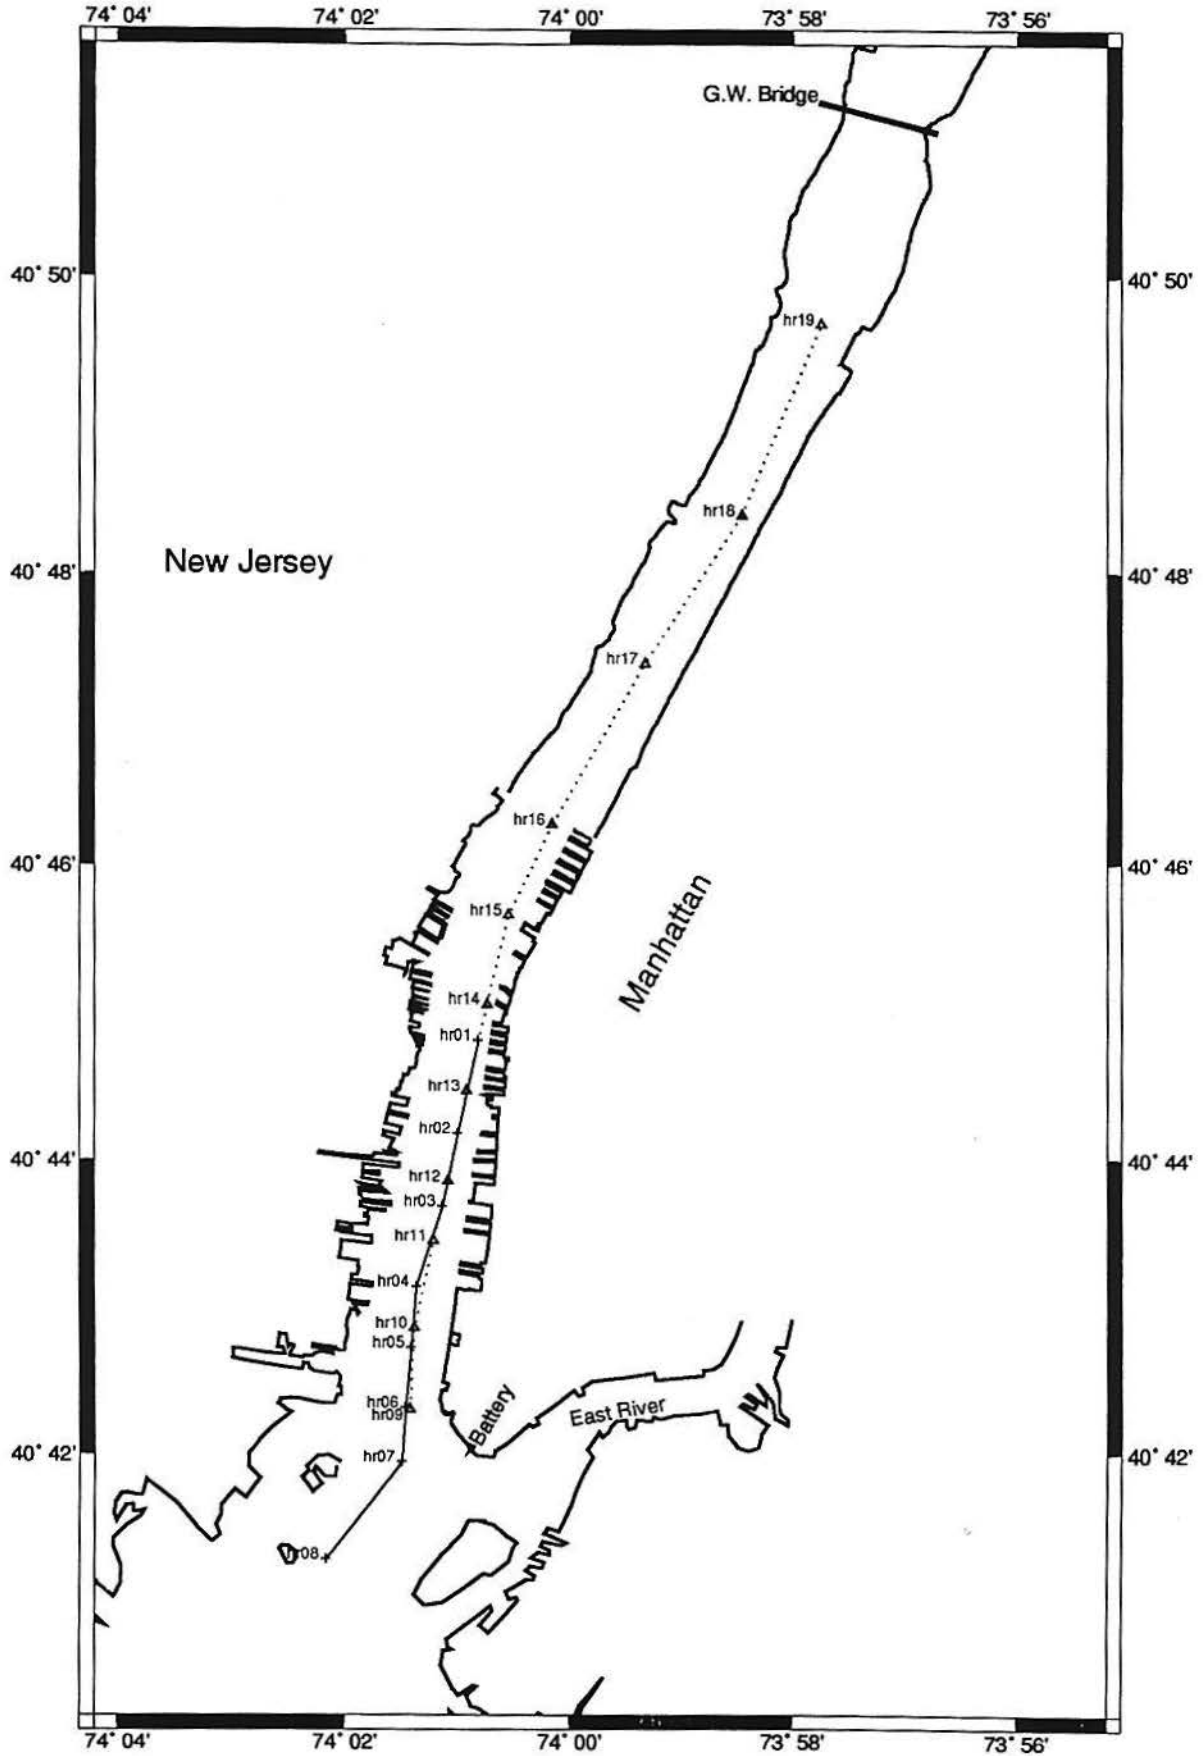 74° 04'
74° 02'
74° 00'
73° 58'
73° 56'
G.W. Bridge
40° 50'
40° 50'
hr19
hr18
New Jersey
40° 48'
40° 48'
hr17
hr16
40° 46'
40° 46'
Manhattan
hr15
hr14
hr01
hr13
hr02
40° 44'
40° 44'
hr12
hr03
hr11
hr04
hr10
hr05
hr06
hr09
Battery
East River
40° 42'
40° 42'
hr07
hr08
74° 04'
74° 02'
74° 00'
73° 58'
73° 56'